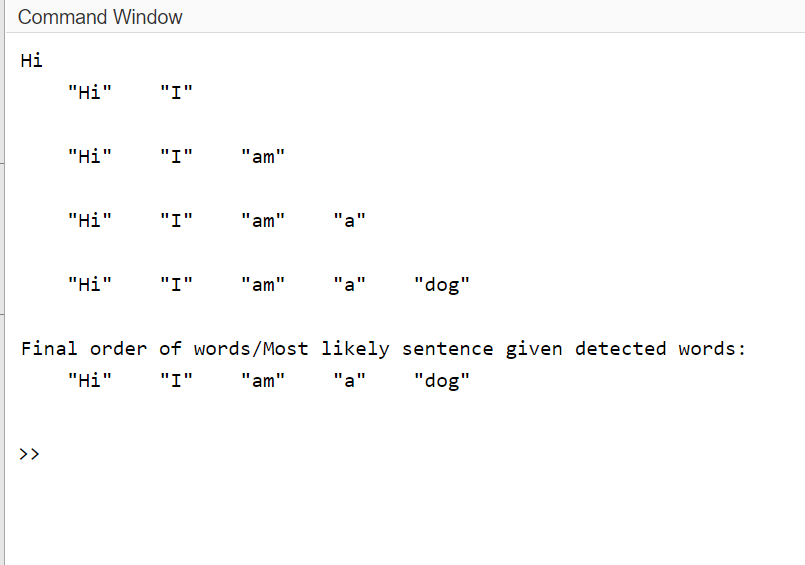 Command Window
Hi
"Hi" "I"
"Hi" "I" "am"
"Hi" "I" "am" "a"
"Hi" "I" "am" "a" "dog"
Final order of words/Most likely sentence given detected words:
"Hi" "I" "am" "a" "dog"
>>